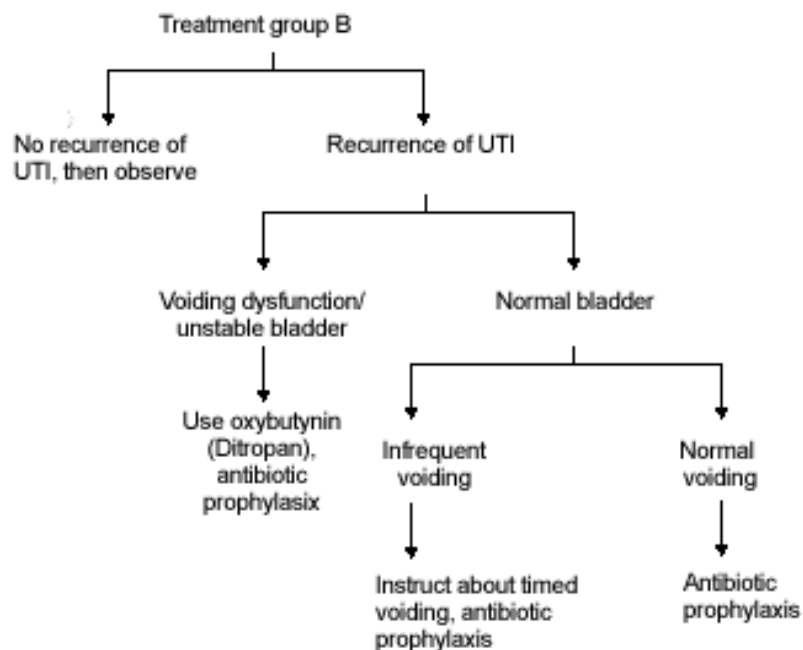 Treatment group B
No recurrence of
UTI, then observe
Recurrence of UTI
Voiding dysfunction/
unstable bladder
Normal bladder
Use oxybutynin
(Ditropan),
antibiotic
prophylasix
Infrequent
voiding
Normal
voiding
Instruct about timed
voiding, antibiotic
prophylaxis
Antibiotic
prophylaxis